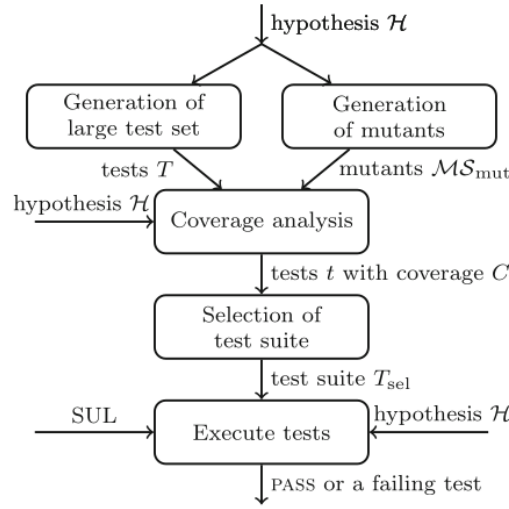 hypothesis ℋ
Generation of
large test set
Generation
of mutants
tests T
mutants ℳ𝒮mut
hypothesis ℋ
Coverage analysis
tests t with coverage C
Selection of
test suite
test suite Tsel
SUL
hypothesis ℋ
Execute tests
PASS or a failing test